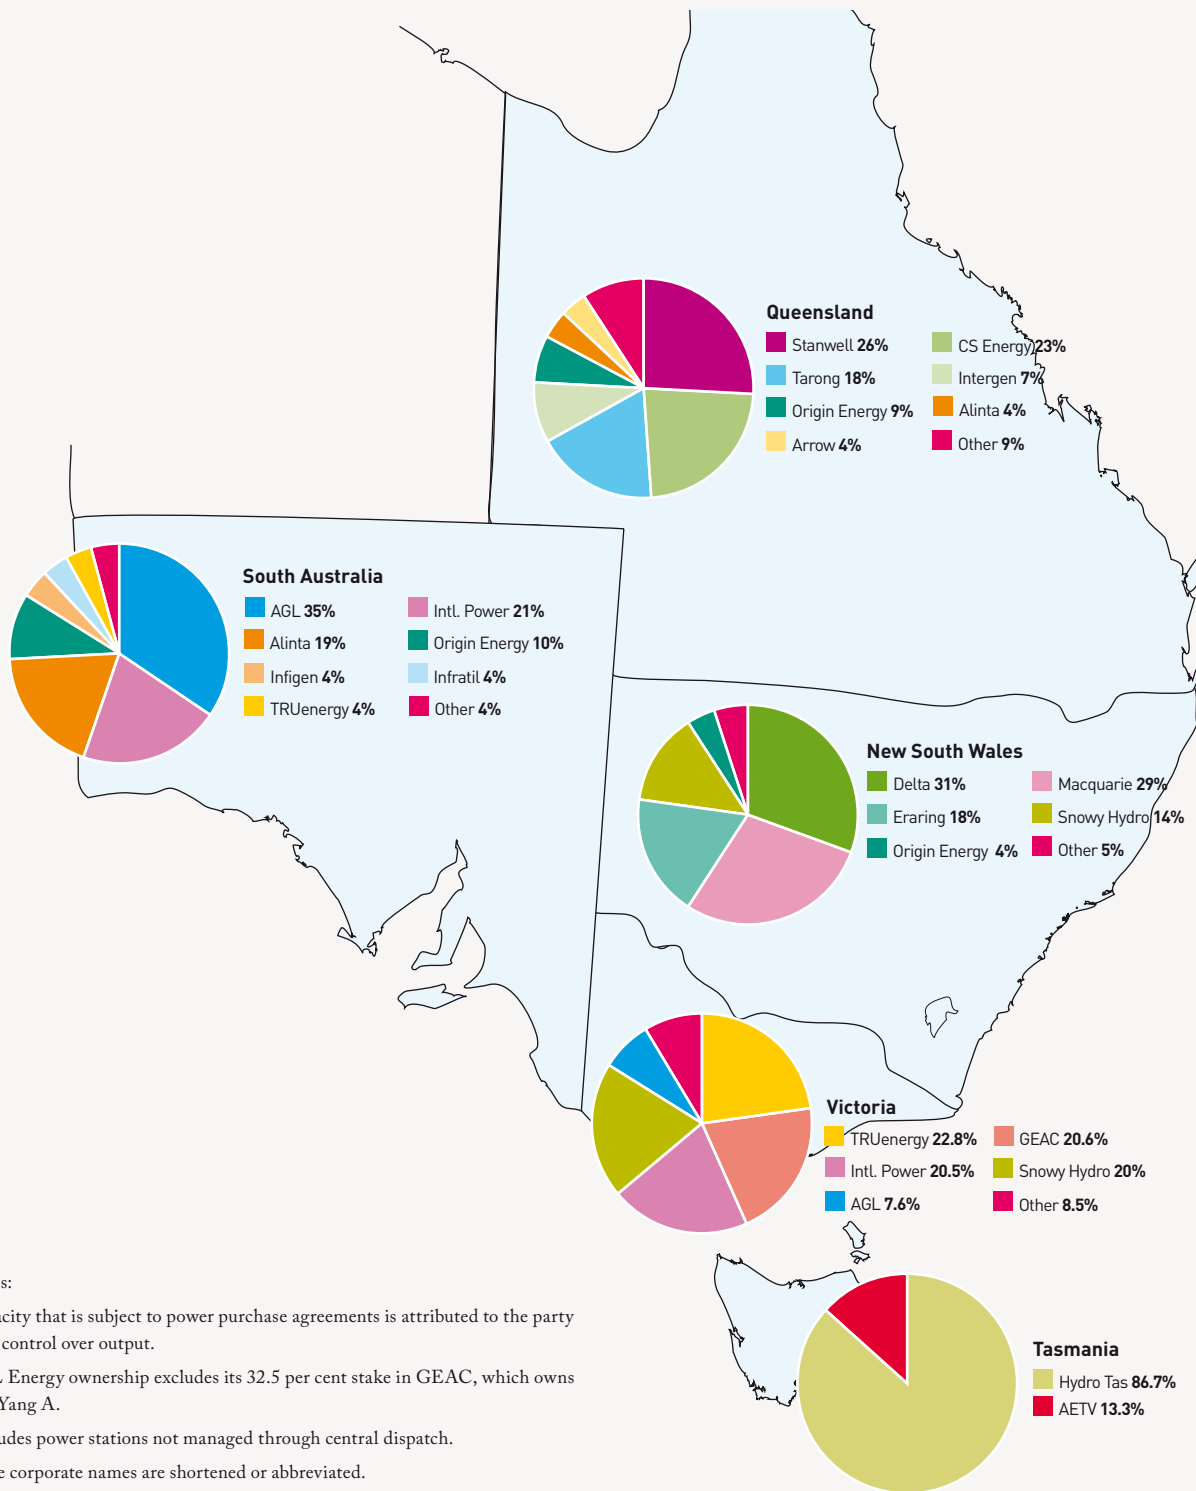 Queensland
Stanwell 26%
CS Energy 23%
Tarong 18%
Intergen 7%
Origin Energy 9%
Alinta 4%
Arrow 4%
Other 9%
South Australia
AGL 35%
Intl. Power 21%
Alinta 19%
Origin Energy 10%
Infigen 4%
Infratil 4%
TRUenergy 4%
Other 4%
New South Wales
Delta 31%
Macquarie 29%
Eraring 18%
Snowy Hydro 14%
Origin Energy 4%
Other 5%
Victoria
TRUenergy 22.8%
GEAC 20.6%
Intl. Power 20.5%
Snowy Hydro 20%
AGL 7.6%
Other 8.5%
Tasmania
Hydro Tas 86.7%
AETV 13.3%
s:
acity that is subject to power purchase agreements is attributed to the party
control over output.
L Energy ownership excludes its 32.5 per cent stake in GEAC, which owns
Yang A.
udes power stations not managed through central dispatch.
e corporate names are shortened or abbreviated.